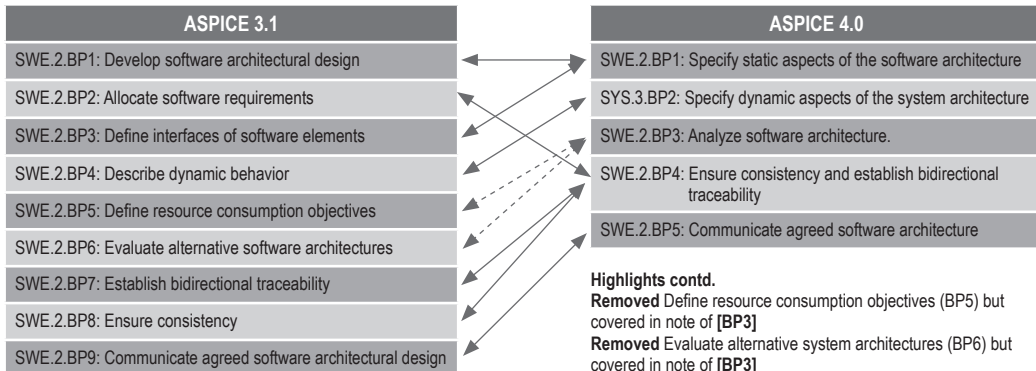 ASPICE 3.1
SWE.2.BP1: Develop software architectural design
SWE.2.BP2: Allocate software requirements
SWE.2.BP3: Define interfaces of software elements
SWE.2.BP4: Describe dynamic behavior
SWE.2.BP5: Define resource consumption objectives
SWE.2.BP6: Evaluate alternative software architectures
SWE.2.BP7: Establish bidirectional traceability
SWE.2.BP8: Ensure consistency
SWE.2.BP9: Communicate agreed software architectural design
ASPICE 4.0
SWE.2.BP1: Specify static aspects of the software architecture
SYS.3.BP2: Specify dynamic aspects of the system architecture
SWE.2.BP3: Analyze software architecture.
SWE.2.BP4: Ensure consistency and establish bidirectional
traceability
SWE.2.BP5: Communicate agreed software architecture
Highlights contd.
Removed Define resource consumption objectives (BP5) but
covered in note of [BP3]
Removed Evaluate alternative system architectures (BP6) but
covered in note of [BP3]